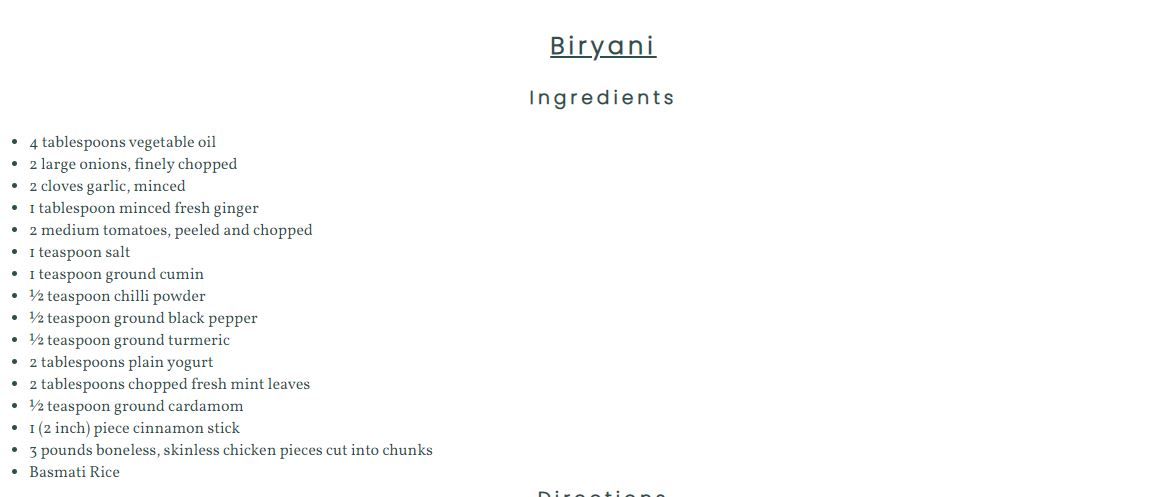 Biryani
Ingredients
• 4 tablespoons vegetable oil
• 2 large onions, finely chopped
• 2 cloves garlic, minced
• 1 tablespoon minced fresh ginger
• 2 medium tomatoes, peeled and chopped
• 1 teaspoon salt
• 1 teaspoon ground cumin
• ½ teaspoon chilli powder
• ½ teaspoon ground black pepper
• ½ teaspoon ground turmeric
• 2 tablespoons plain yogurt
• 2 tablespoons chopped fresh mint leaves
• ½ teaspoon ground cardamom
• 1 (2 inch) piece cinnamon stick
• 3 pounds boneless, skinless chicken pieces cut into chunks
• Basmati Rice
Directions